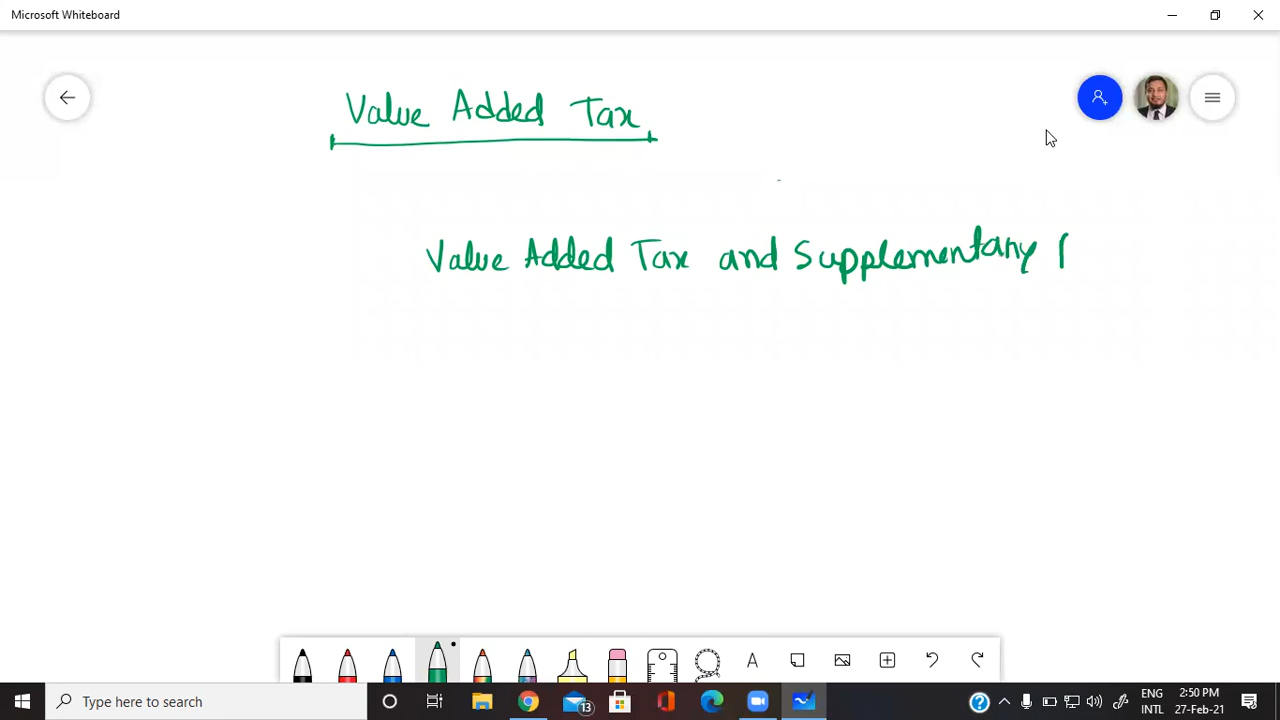 Microsoft Whiteboard
Value Added Tax
Value Added Tax and Supplementary
A
Type here to search
13
ENG
INTL
2:50 PM
27-Feb-21